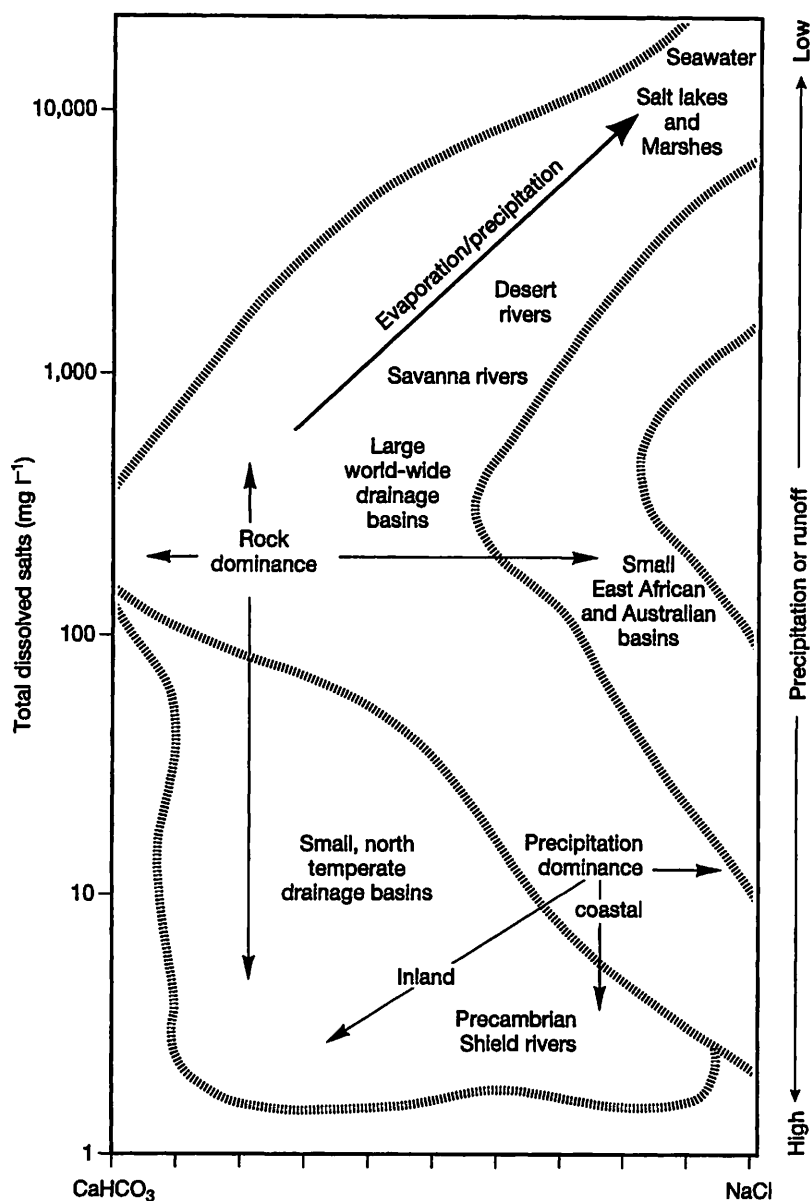 Seawater
10,000
Salt lakes
and
Marshes
Evaporation/precipitation
Desert
rivers
1,000
Savanna rivers
Large
world-wide
drainage
basins
Rock
dominance
Small
East African
and Australian
basins
100
Small, north
temperate
drainage basins
Precipitation
dominance
coastal
10
Inland
Precambrian
Shield rivers
1
CaHCO₃
NaCl
Total dissolved salts (mg l⁻¹)
Low
Precipitation or runoff
High